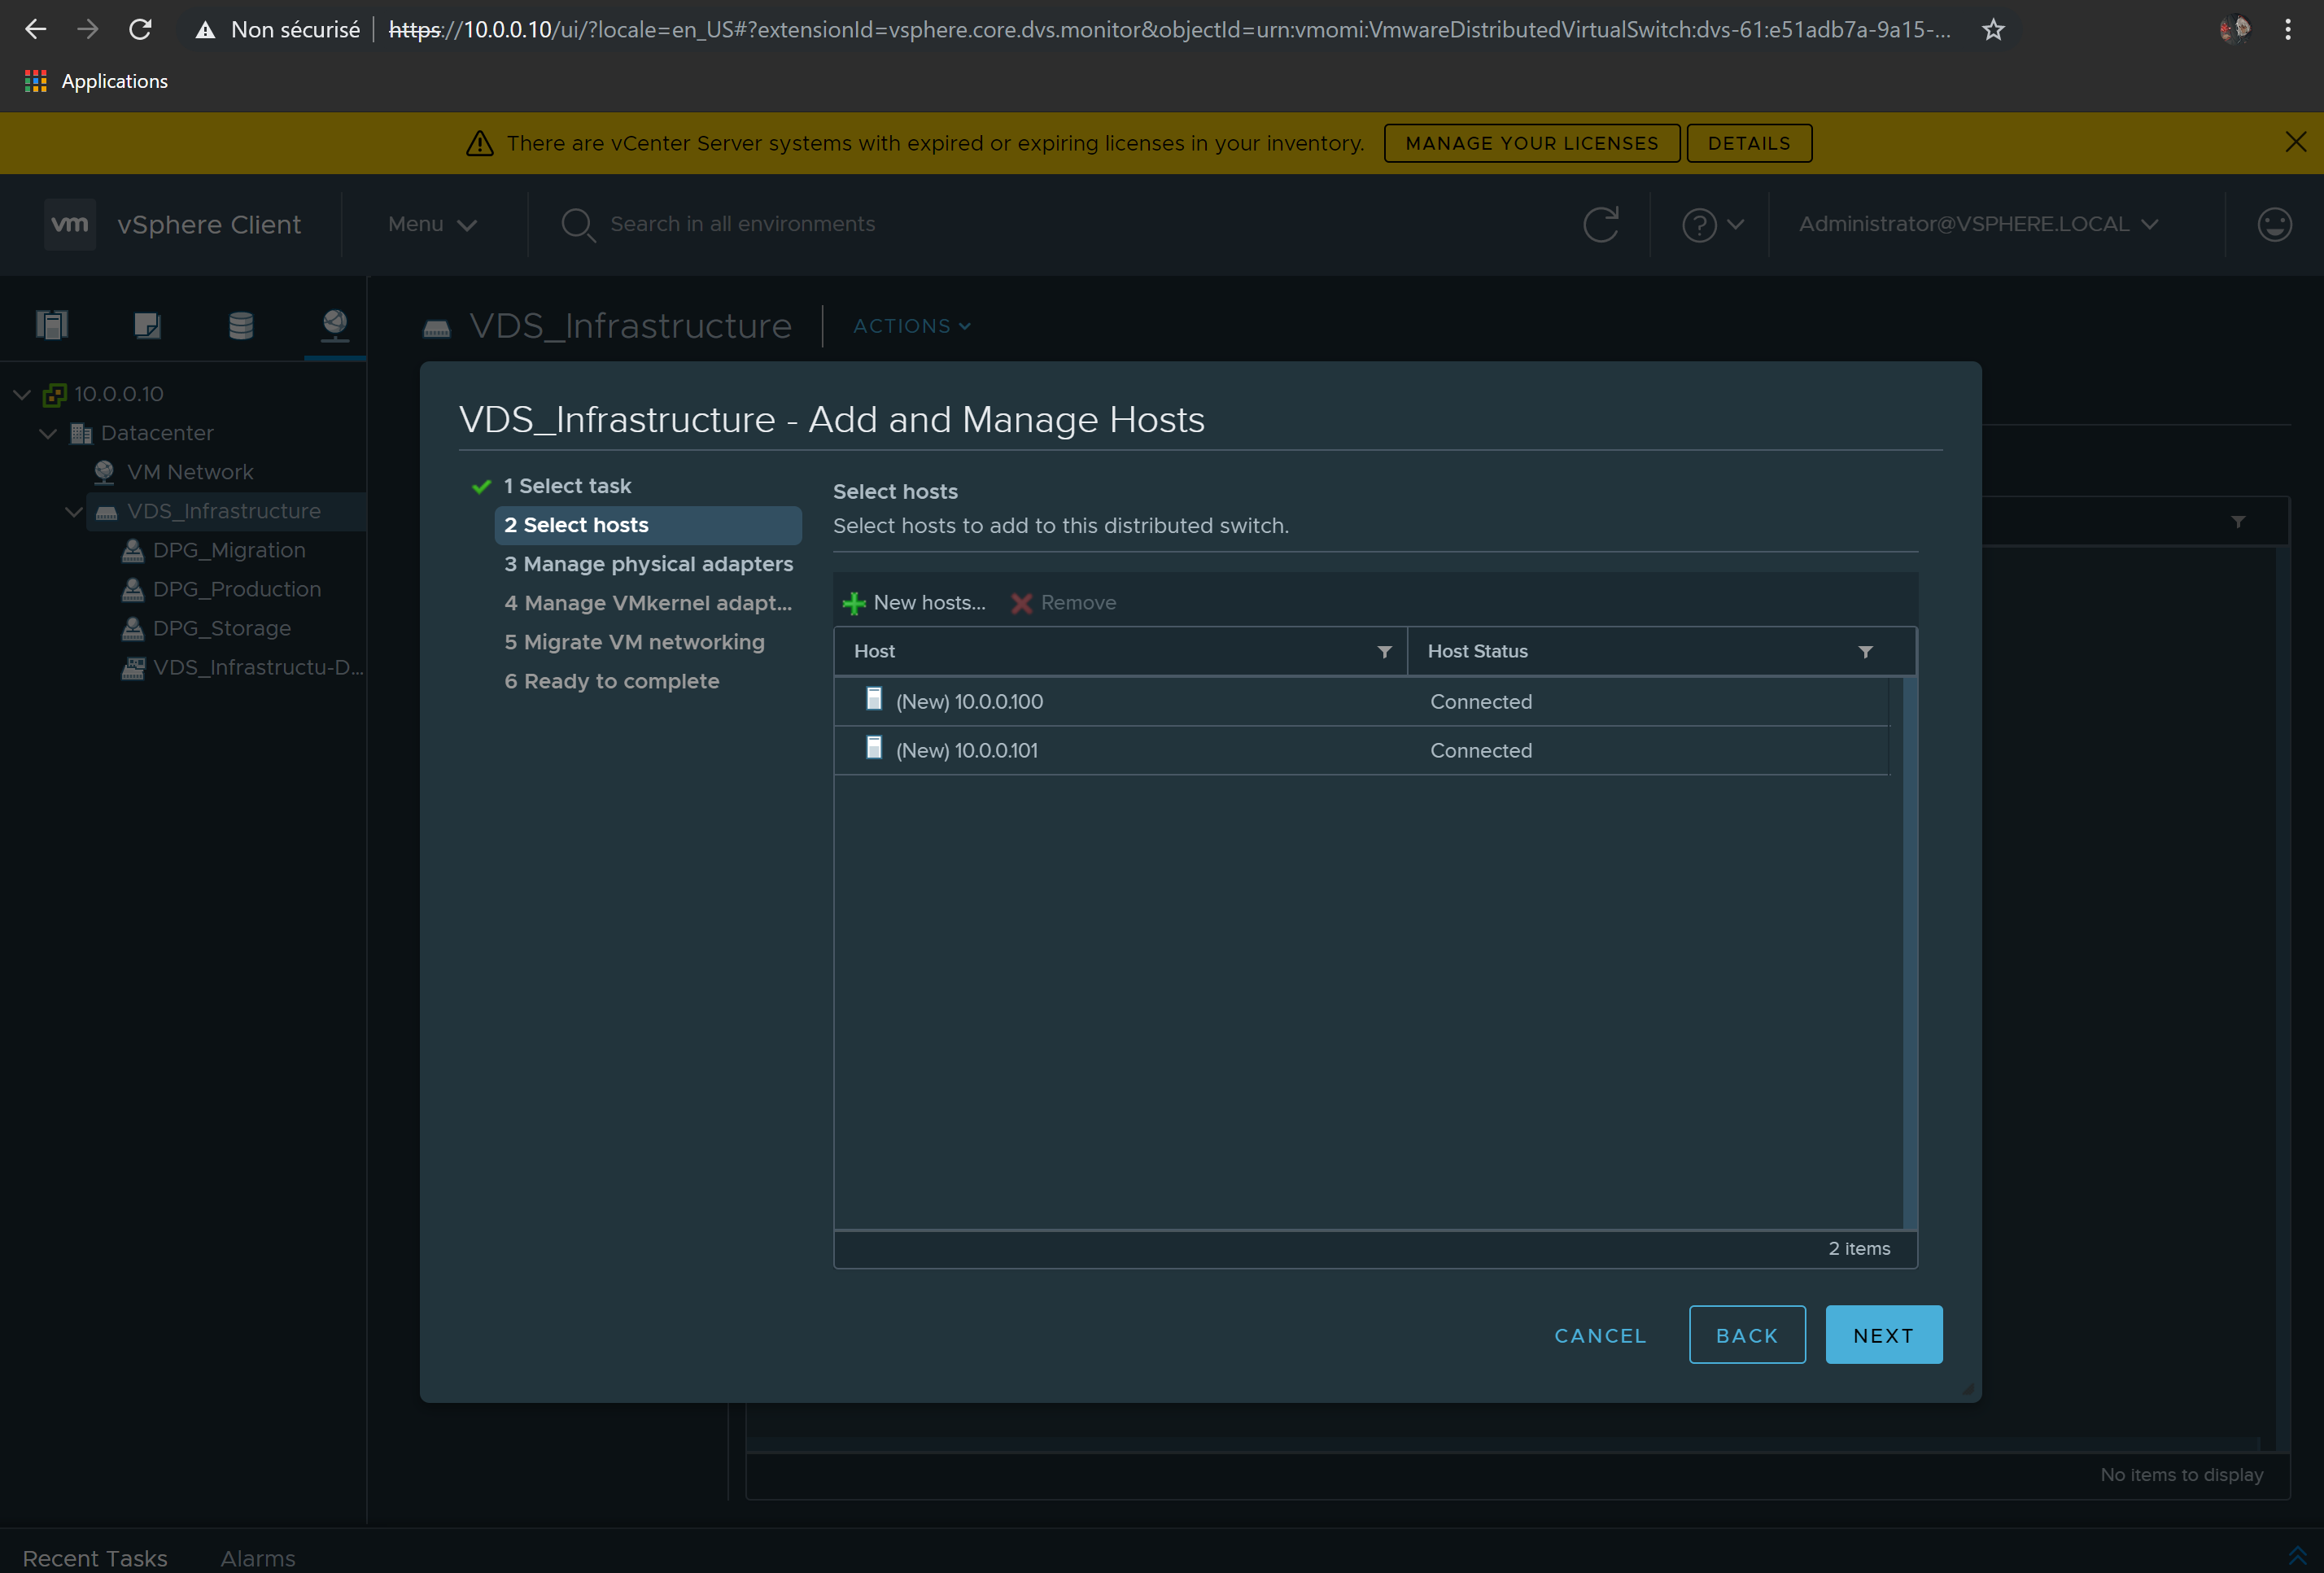 Non sécurisé https://10.0.0.10/ui/?locale=en_US#?extensionId=vsphere.core.dvs.monitor&objectId=urn:vmomi:VmwareDistributedVirtualSwitch:dvs-61:e51adb7a-9a15-...
Applications
There are vCenter Server systems with expired or expiring licenses in your inventory. MANAGE YOUR LICENSES DETAILS
vm vSphere Client Menu Search in all environments Administrator@VSPHERE.LOCAL
VDS_Infrastructure ACTIONS
10.0.0.10
Datacenter
VM Network
VDS_Infrastructure
DPG_Migration
DPG_Production
DPG_Storage
VDS_Infrastructu-D...
VDS_Infrastructure - Add and Manage Hosts
1 Select task
2 Select hosts
3 Manage physical adapters
4 Manage VMkernel adapt...
5 Migrate VM networking
6 Ready to complete
Select hosts
Select hosts to add to this distributed switch.
New hosts... Remove
Host Host Status
(New) 10.0.0.100 Connected
(New) 10.0.0.101 Connected
2 items
CANCEL BACK NEXT
No items to display
Recent Tasks Alarms